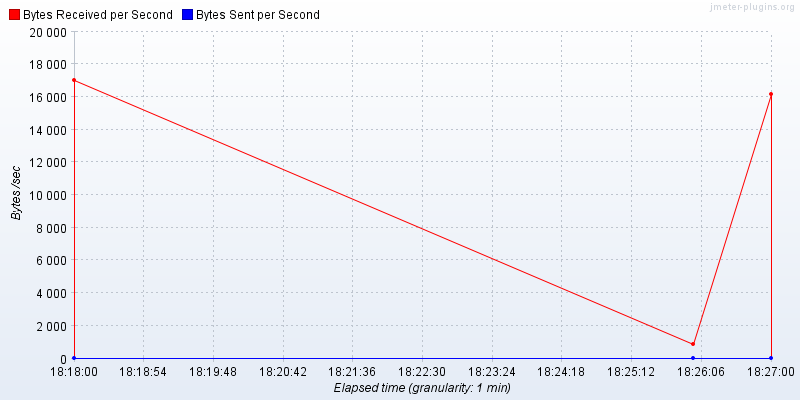 Bytes Received per Second Bytes Sent per Second
jmeter-plugins.org
20 000
18 000
16 000
14 000
12 000
10 000
8 000
6 000
4 000
2 000
0
Bytes /sec
18:18:00 18:18:54 18:19:48 18:20:42 18:21:36 18:22:30 18:23:24 18:24:18 18:25:12 18:26:06 18:27:00
Elapsed time (granularity: 1 min)